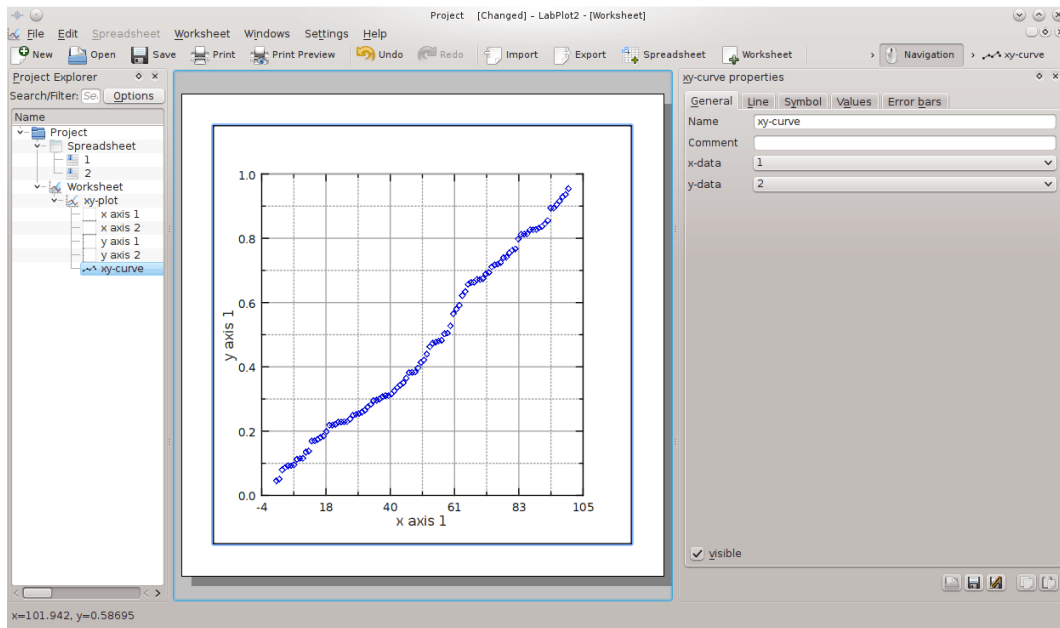 Project [Changed] – LabPlot2 - [Worksheet]
File Edit Spreadsheet Worksheet Windows Settings Help
New Open Save Print Print Preview Undo Redo Import Export Spreadsheet Worksheet Navigation xy-curve
Project Explorer
Search/Filter: Se Options
Name
Project
Spreadsheet
1
2
Worksheet
xy-plot
x axis 1
x axis 2
y axis 1
y axis 2
xy-curve
1.0
0.8
0.6
0.4
0.2
0.0
y axis 1
-4 18 40 61 83 105
x axis 1
xy-curve properties
General Line Symbol Values Error bars
Name xy-curve
Comment
x-data 1
y-data 2
visible
x=101.942, y=0.58695